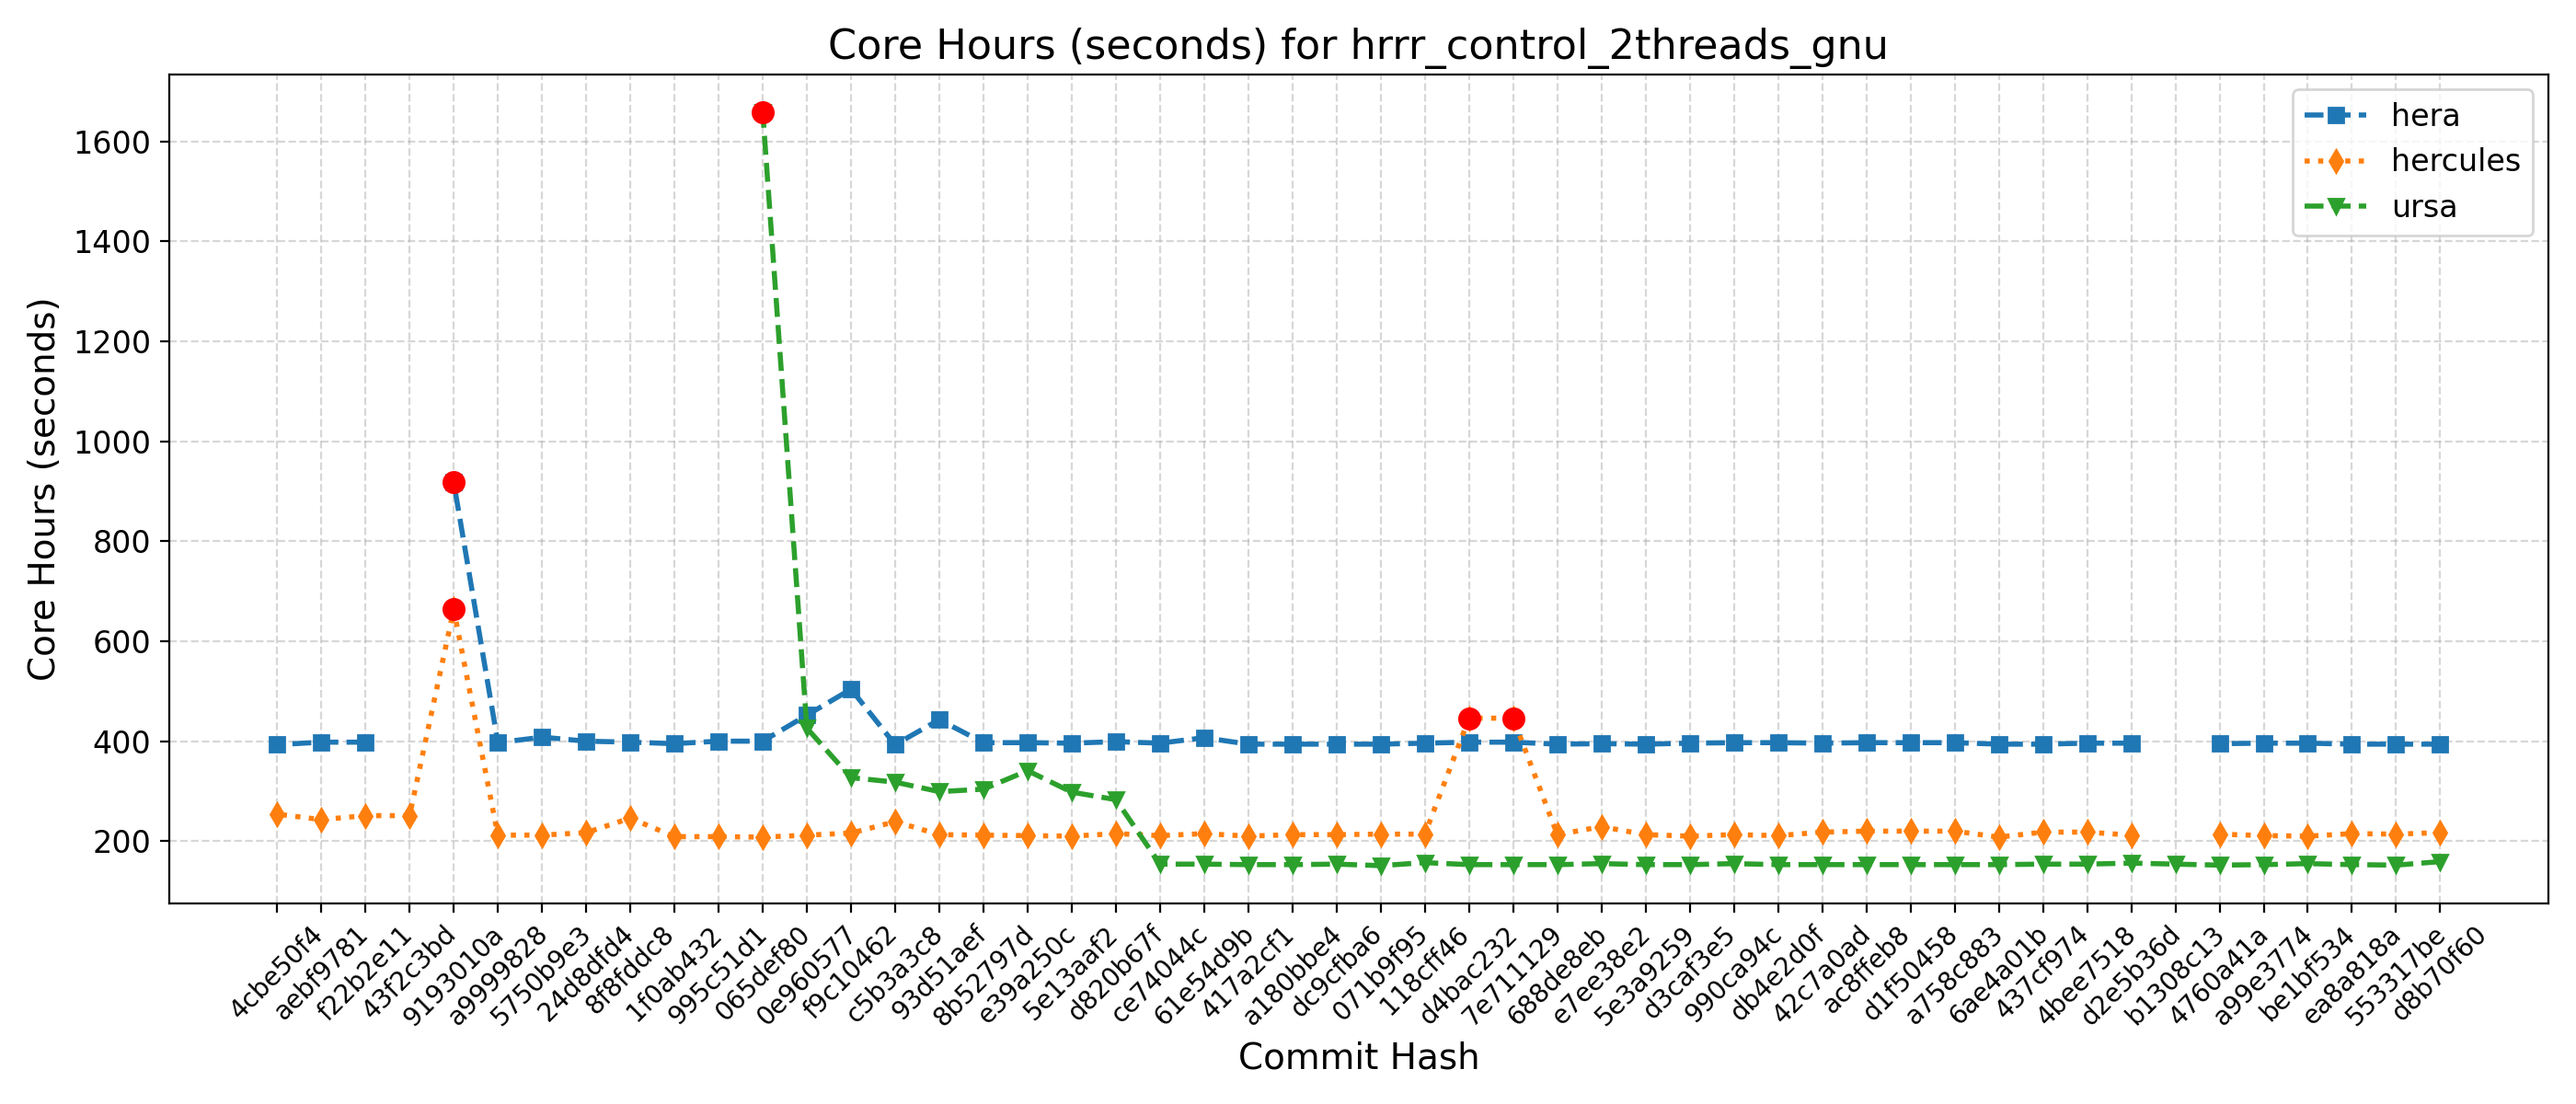 Core Hours (seconds) for hrrr_control_2threads_gnu
Core Hours (seconds)
1600
1400
1200
1000
800
600
400
200
hera
hercules
ursa
4cbe50f4
aebf9781
f22b2e11
43f2c3bd
9193010a
a9999828
5750b9e3
24d8dfd4
8f8fddc8
1f0ab432
995c51d1
065def80
0e960577
f9c10462
c5b3a3c8
93d51aef
8b52797d
e39a250c
5e13aaf2
d820b67f
ce74044c
61e54d9b
417a2cf1
a180bbe4
dc9cfba6
071b9f95
118cff46
d4bac232
7e711129
688de8eb
e7ee38e2
5e3a9259
d3caf3e5
990ca94c
db4e2d0f
42c7a0ad
ac8ffeb8
d1f50458
a758c883
6ae4a01b
437cf974
4bee7518
d2e5b36d
b1308c13
4760a41a
a99e3774
be1bf534
ea8a818a
553317be
d8b70f60
Commit Hash